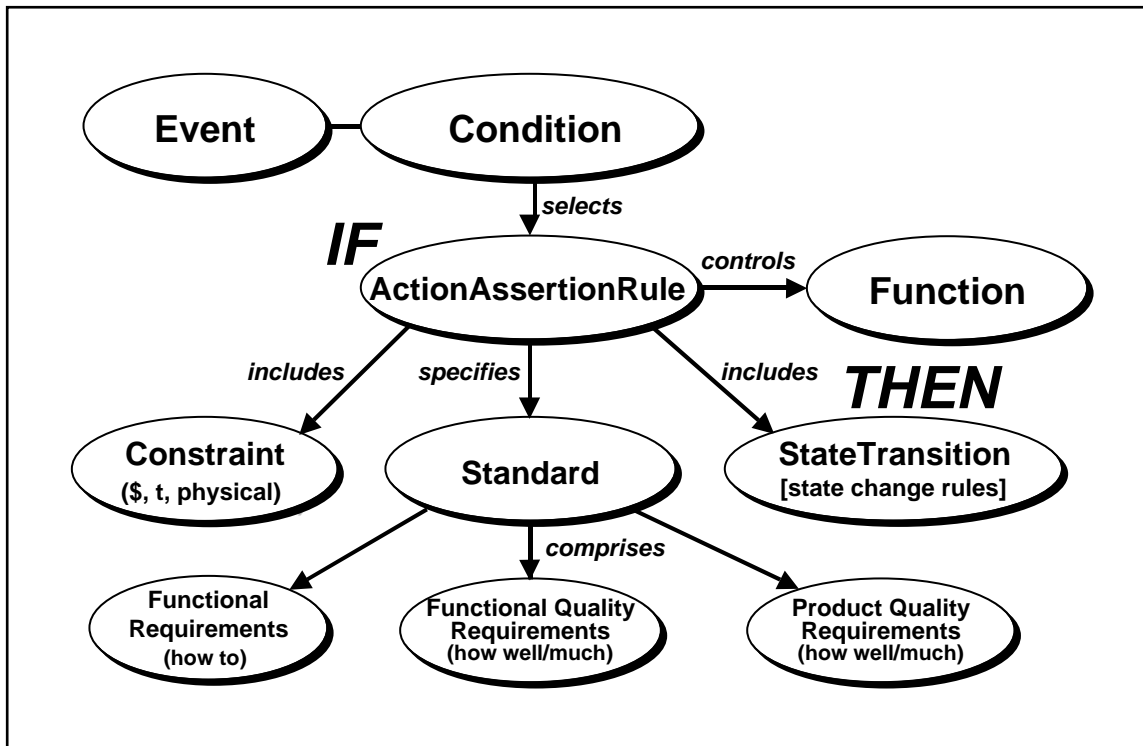 Event
Condition
selects
IF
ActionAssertionRule
controls
Function
includes
specifies
includes
THEN
Constraint
($, t, physical)
Standard
StateTransition
[state change rules]
comprises
Functional
Requirements
(how to)
Functional Quality
Requirements
(how well/much)
Product Quality
Requirements
(how well/much)